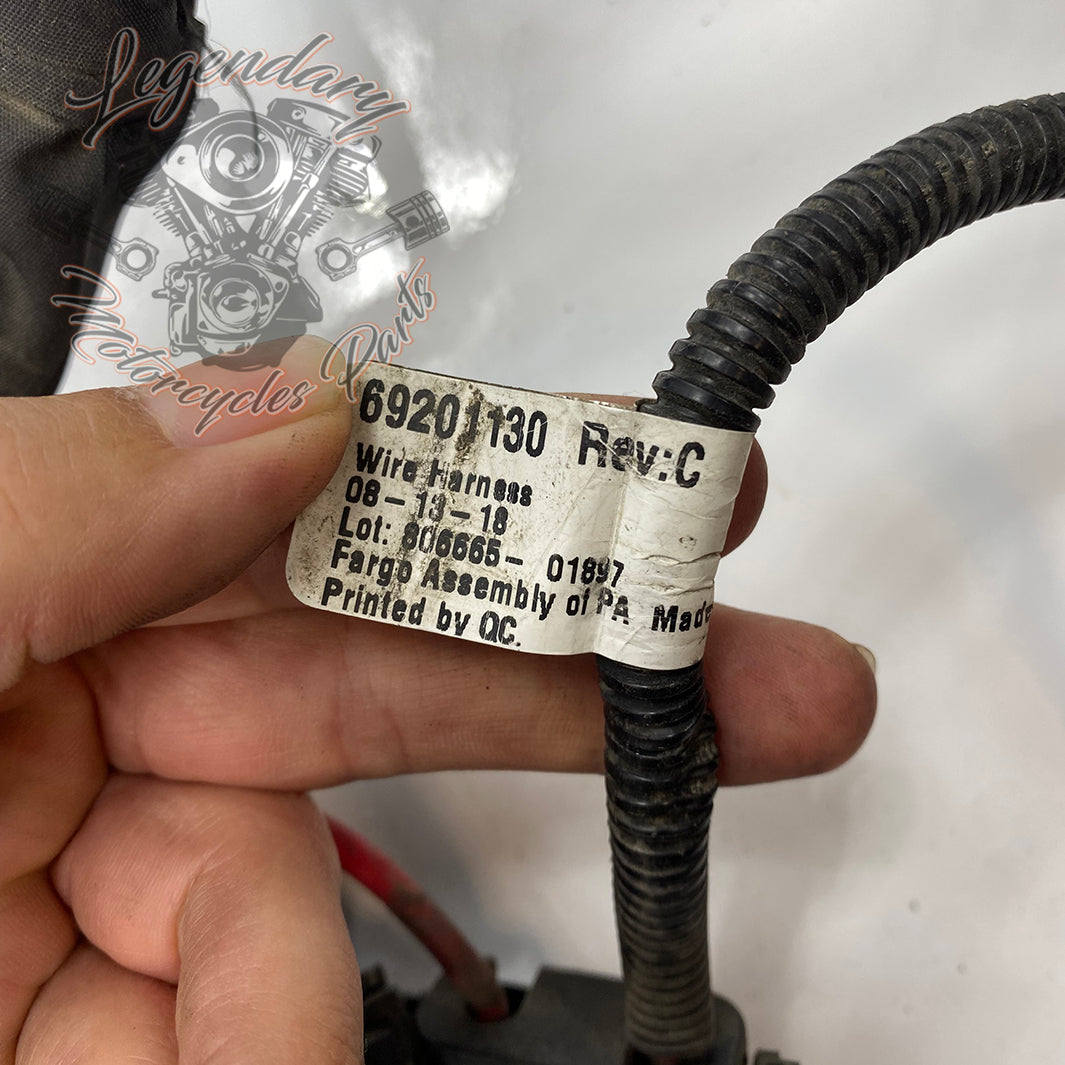 Legendary
Motorcycles Parts
69201130 Rev:C
Wire Harness
08-13-18
Lot: 806665- 01897
Fargo Assembly of PA Made
Printed by QC.